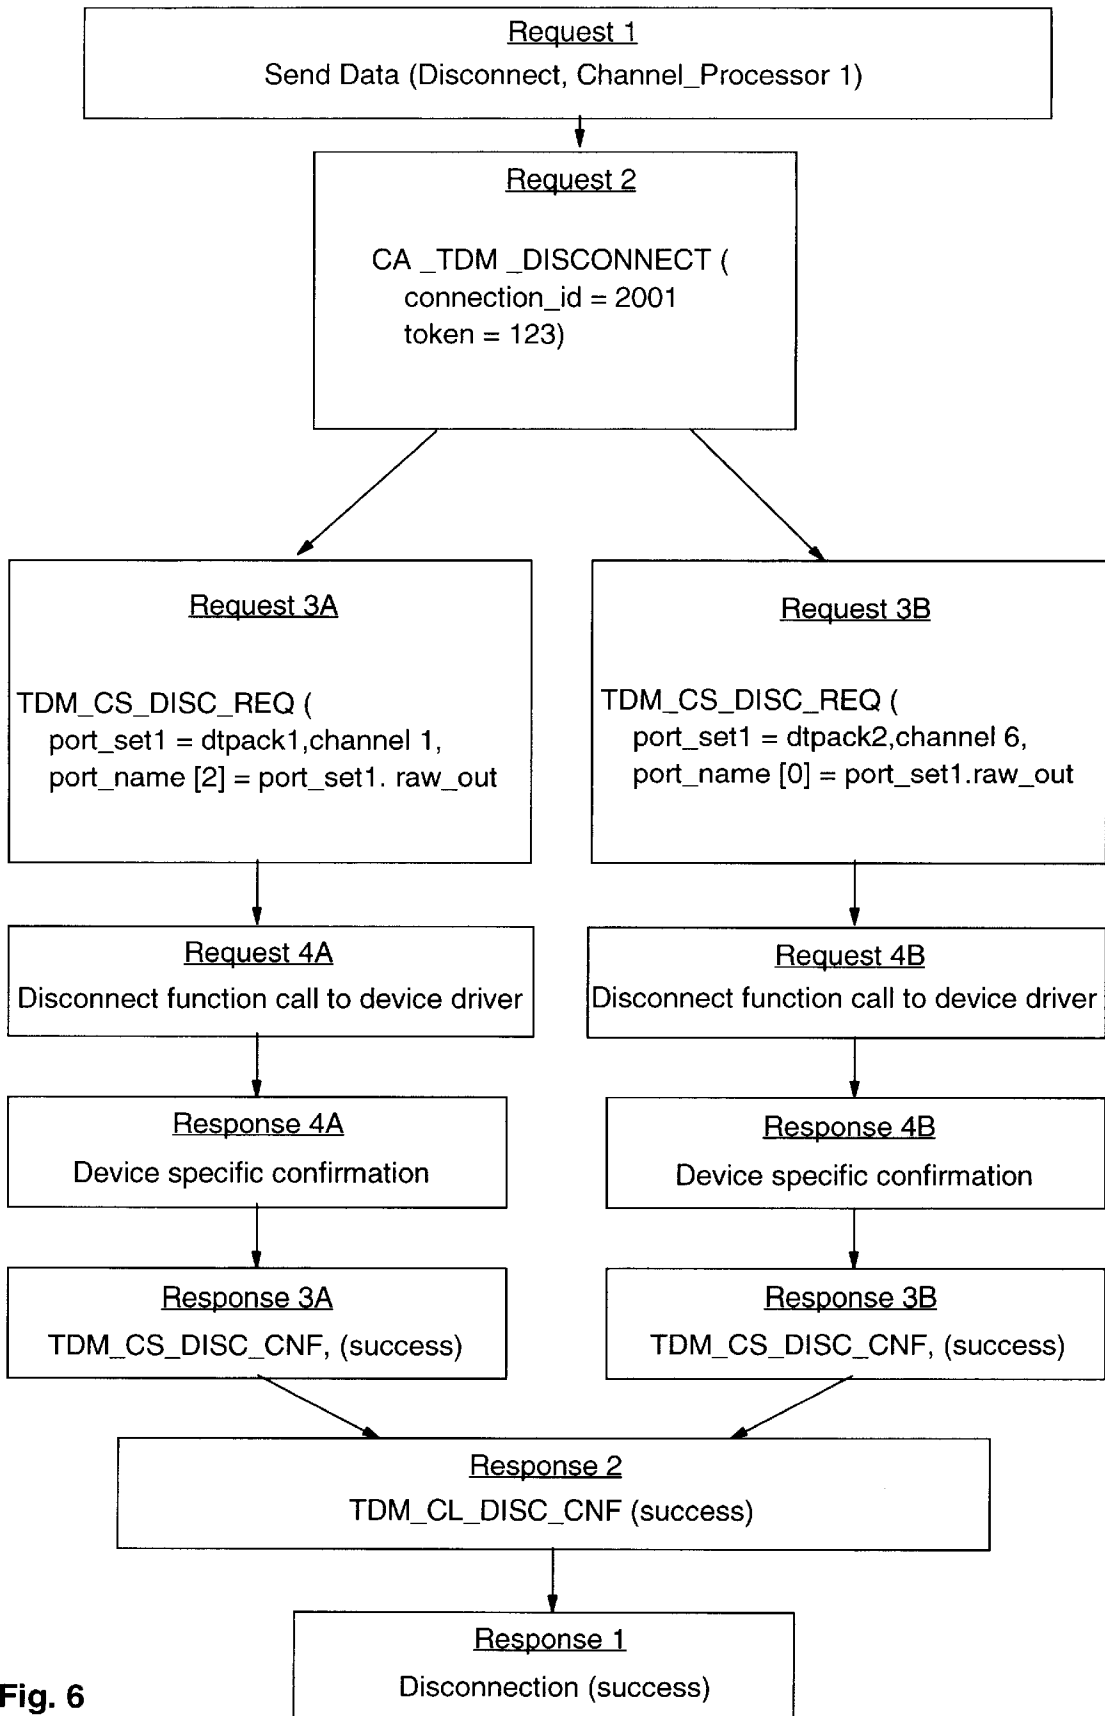 Request 1
Send Data (Disconnect, Channel_Processor 1)
Request 2
CA _TDM _DISCONNECT (
connection_id = 2001
token = 123)
Request 3A
TDM_CS_DISC_REQ (
port_set1 = dtpack1,channel 1,
port_name [2] = port_set1. raw_out
Request 3B
TDM_CS_DISC_REQ (
port_set1 = dtpack2,channel 6,
port_name [0] = port_set1.raw_out
Request 4A
Disconnect function call to device driver
Request 4B
Disconnect function call to device driver
Response 4A
Device specific confirmation
Response 4B
Device specific confirmation
Response 3A
TDM_CS_DISC_CNF, (success)
Response 3B
TDM_CS_DISC_CNF, (success)
Response 2
TDM_CL_DISC_CNF (success)
Response 1
Disconnection (success)
Fig. 6